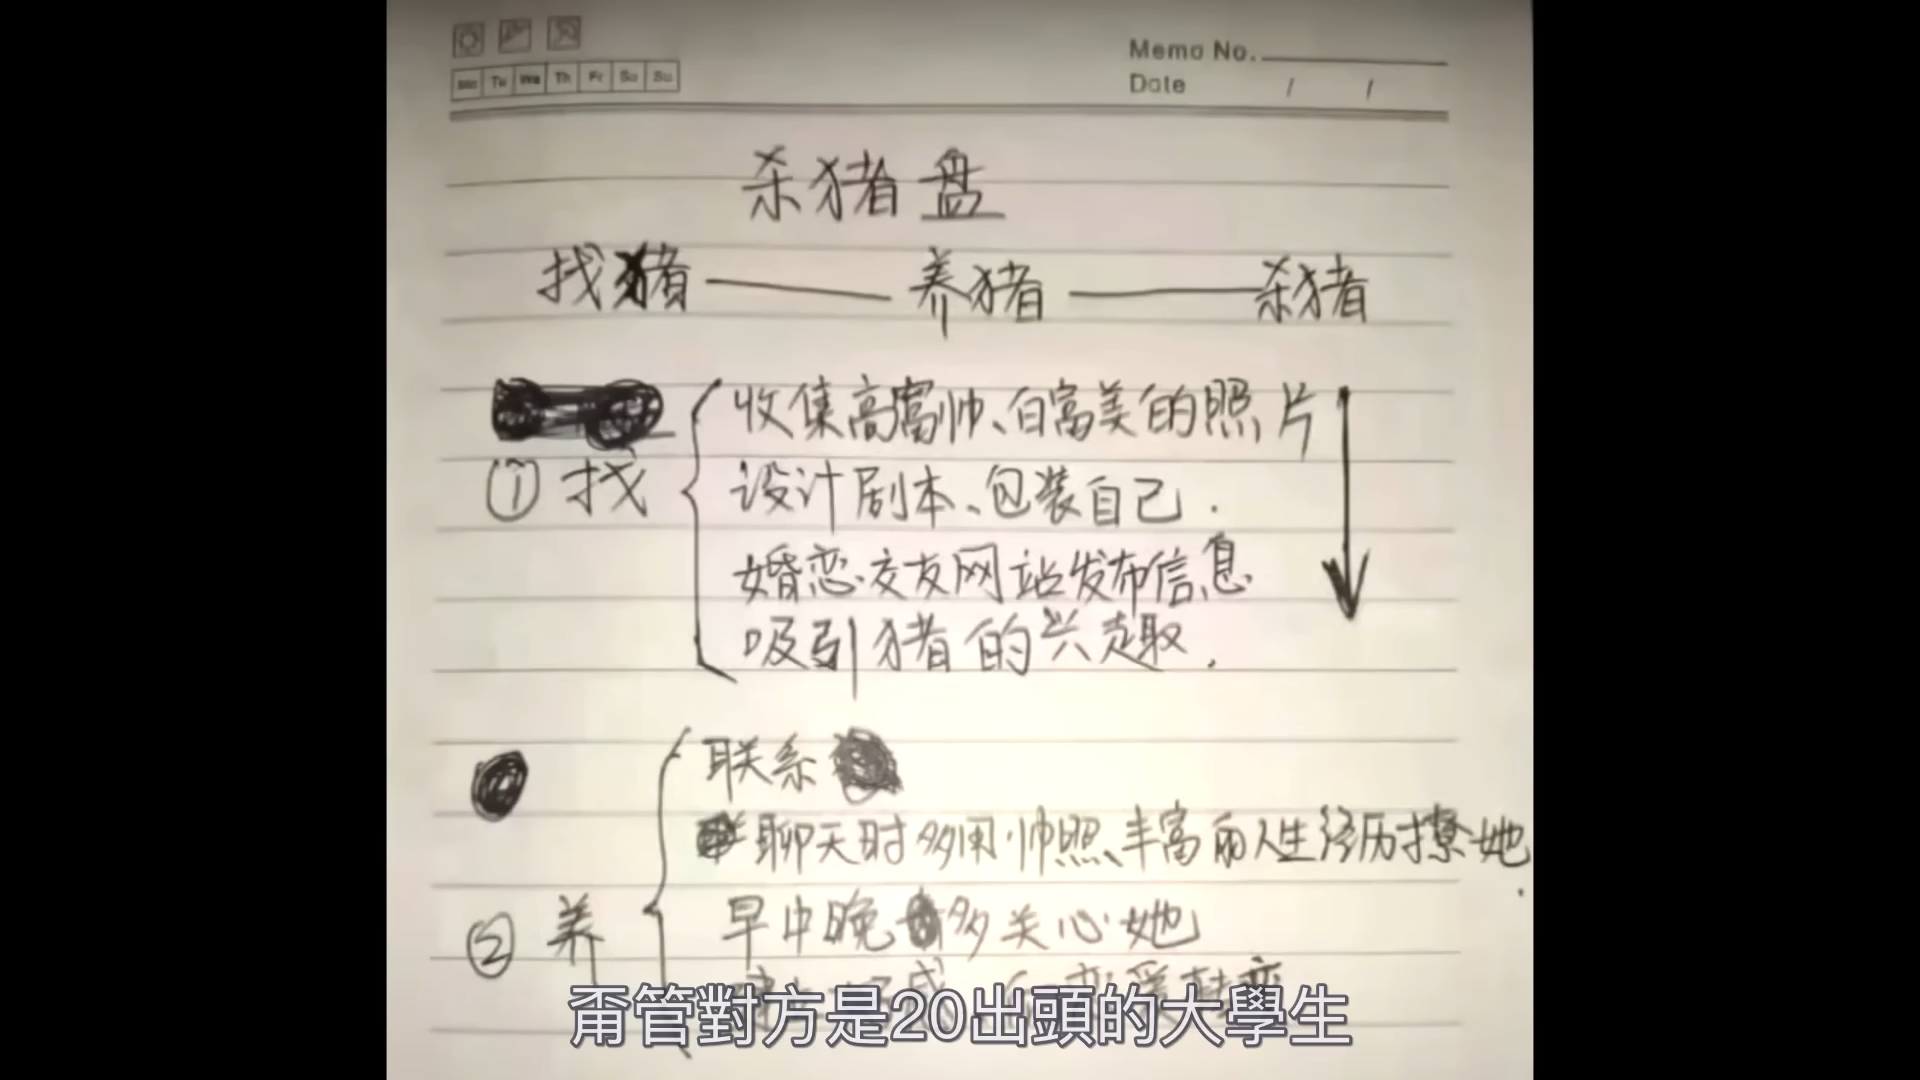 Memo No.
Mo Tu We Th Fr Sa Su
Date / /
杀猪盘
找猪 —— 养猪 —— 杀猪
收集高富帅、白富美的照片
① 找
设计剧本、包装自己.
婚恋交友网站发布信息
吸引猪的兴趣.
联系
聊天时多用帅照、丰富的人生经历撩她.
早中晚多关心她
② 养
甭管對方是20出頭的大學生